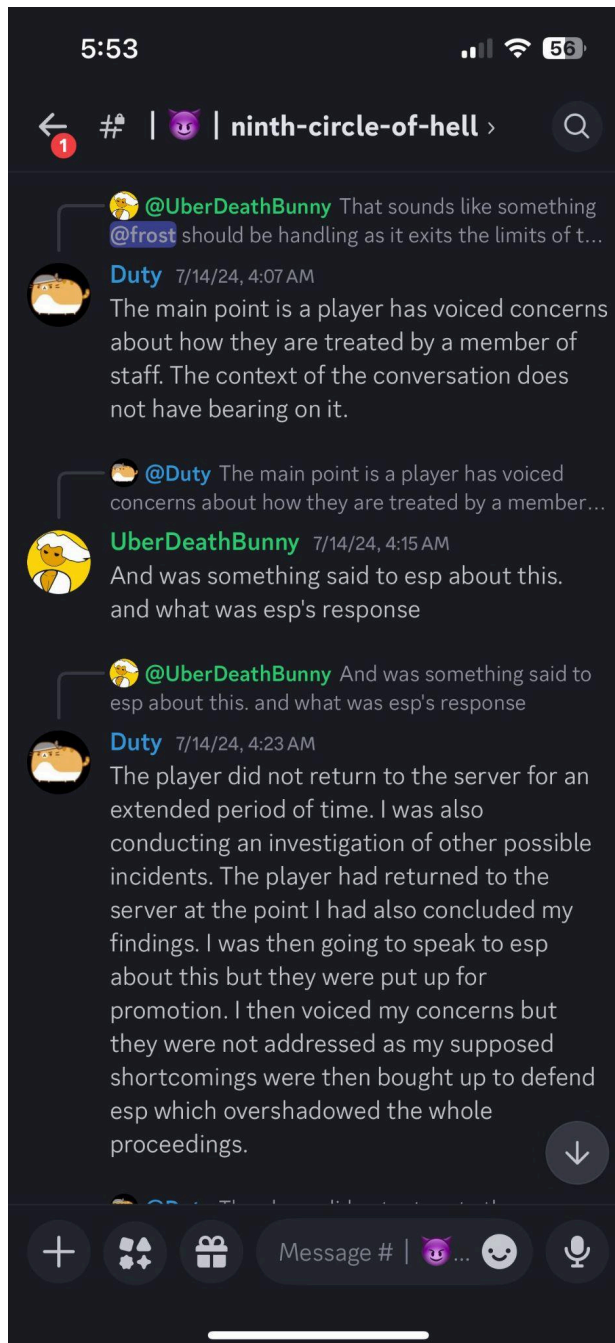 5:53
56
1
# | 😈 | ninth-circle-of-hell ›
@UberDeathBunny That sounds like something
@frost should be handling as it exits the limits of t...
Duty 7/14/24, 4:07 AM
The main point is a player has voiced concerns
about how they are treated by a member of
staff. The context of the conversation does
not have bearing on it.
@Duty The main point is a player has voiced
concerns about how they are treated by a member...
UberDeathBunny 7/14/24, 4:15 AM
And was something said to esp about this.
and what was esp's response
@UberDeathBunny And was something said to
esp about this. and what was esp's response
Duty 7/14/24, 4:23 AM
The player did not return to the server for an
extended period of time. I was also
conducting an investigation of other possible
incidents. The player had returned to the
server at the point I had also concluded my
findings. I was then going to speak to esp
about this but they were put up for
promotion. I then voiced my concerns but
they were not addressed as my supposed
shortcomings were then bought up to defend
esp which overshadowed the whole
proceedings.
Message # | 😈...